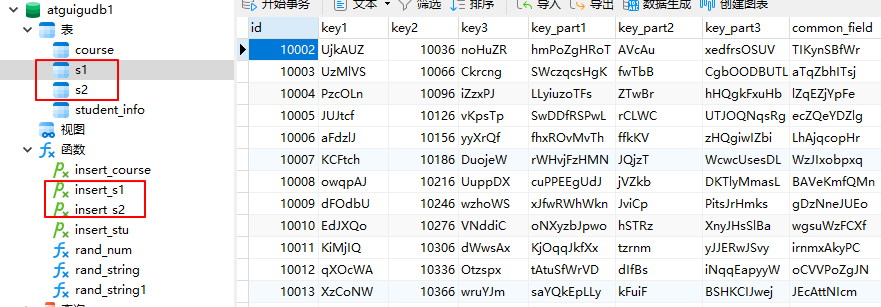 atguigudb1
表
course
s1
s2
student_info
视图
函数
insert_course
insert_s1
insert_s2
insert_stu
rand_num
rand_string
rand_string1
开始事务 文本 筛选 排序 导入 导出 数据生成 创建图表
id key1 key2 key3 key_part1 key_part2 key_part3 common_field
10002 UjkAUZ 10036 noHuZR hmPoZgHRoT AVcAu xedfrsOSUV TIKynSBfWr
10003 UzMlVS 10066 Ckrcng SWczqcsHgK fwTbB CgbOODBUTL aTqZbhITsj
10004 PzcOLn 10096 iZzxPJ LLyiuzoTFs ZTwBr hHQgkFxuHb lZqEZjYpFe
10005 JUJtcf 10126 vKpsTp SwDDfRSPwL rCLWC UTJOQNqsRg ecZQeYDZlg
10006 aFdzlJ 10156 yyXrQf fhxROvMvTh ffkKV zHQgiwIZbi LhAjqcopHr
10007 KCFtch 10186 DuojeW rWHvjFzHMN JQjzT WcwcUsesDL WzJIxobpxq
10008 owqpAJ 10216 UuppDX cuPPEEgUdJ jVZkb DKTlyMmasL BAVeKmfQMn
10009 dFOdbU 10246 wzhoWS xJfwRWhWkn JviCp PitsJrHmks gDzNneJUEo
10010 EdJXQo 10276 VNddiC oNXyzbJpwo hSTRz XnyJHsSlBa wgsuWzFCXf
10011 KiMjIQ 10306 dWwsAx KjOqqJkfXx tzrnm yJJERwJSvy irnmxAkyPC
10012 qXOcWA 10336 Otzspx tAtuSfWrVD dIfBs iNqqEapyyW oCVVPoZgJN
10013 XzCoNW 10366 wruYJm saYQkEpLLy kFuiF BSHKCIJwej JEcAttNIcm